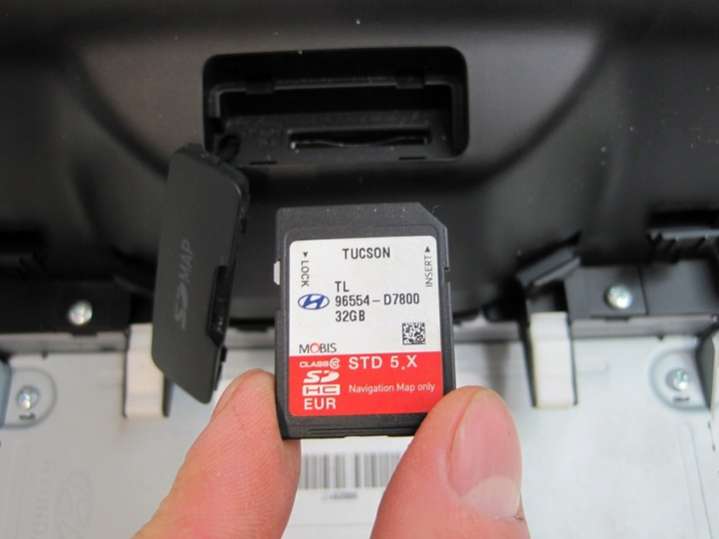 SD MAP
TUCSON
LOCK
INSERT
TL
96554-D7800
32GB
MOBIS
CLASS 10 STD 5.X
SD
HC Navigation Map only
EUR